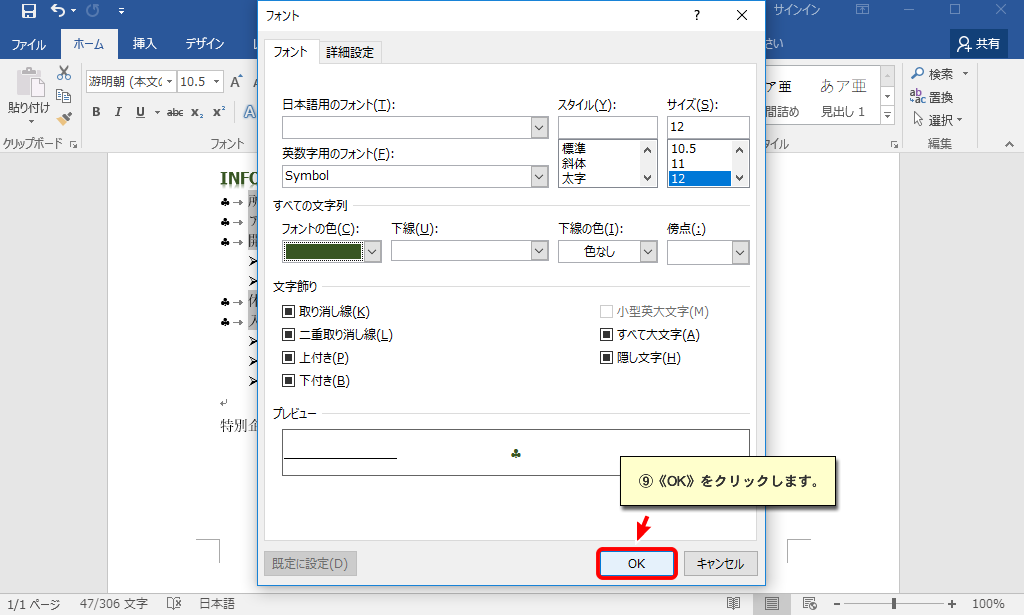 サインイン
ファイル
ホーム
挿入
デザイン
さい
共有
貼り付け
クリップボード
游明朝 (本文の
10.5
A
B I U abc x₂ x² A
フォント
ア亜
あア亜
間詰め
見出し 1
タイル
検索
置換
選択
編集
INFO
特別企
フォント
?
フォント
詳細設定
日本語用のフォント(T):
スタイル(Y):
サイズ(S):
12
英数字用のフォント(F):
Symbol
標準
斜体
太字
10.5
11
12
すべての文字列
フォントの色(C):
下線(U):
下線の色(I):
傍点(:)
色なし
文字飾り
取り消し線(K)
小型英大文字(M)
二重取り消し線(L)
すべて大文字(A)
上付き(P)
隠し文字(H)
下付き(B)
プレビュー
⑨《OK》をクリックします。
既定に設定(D)
OK
キャンセル
1/1 ページ
47/306 文字
日本語
100%